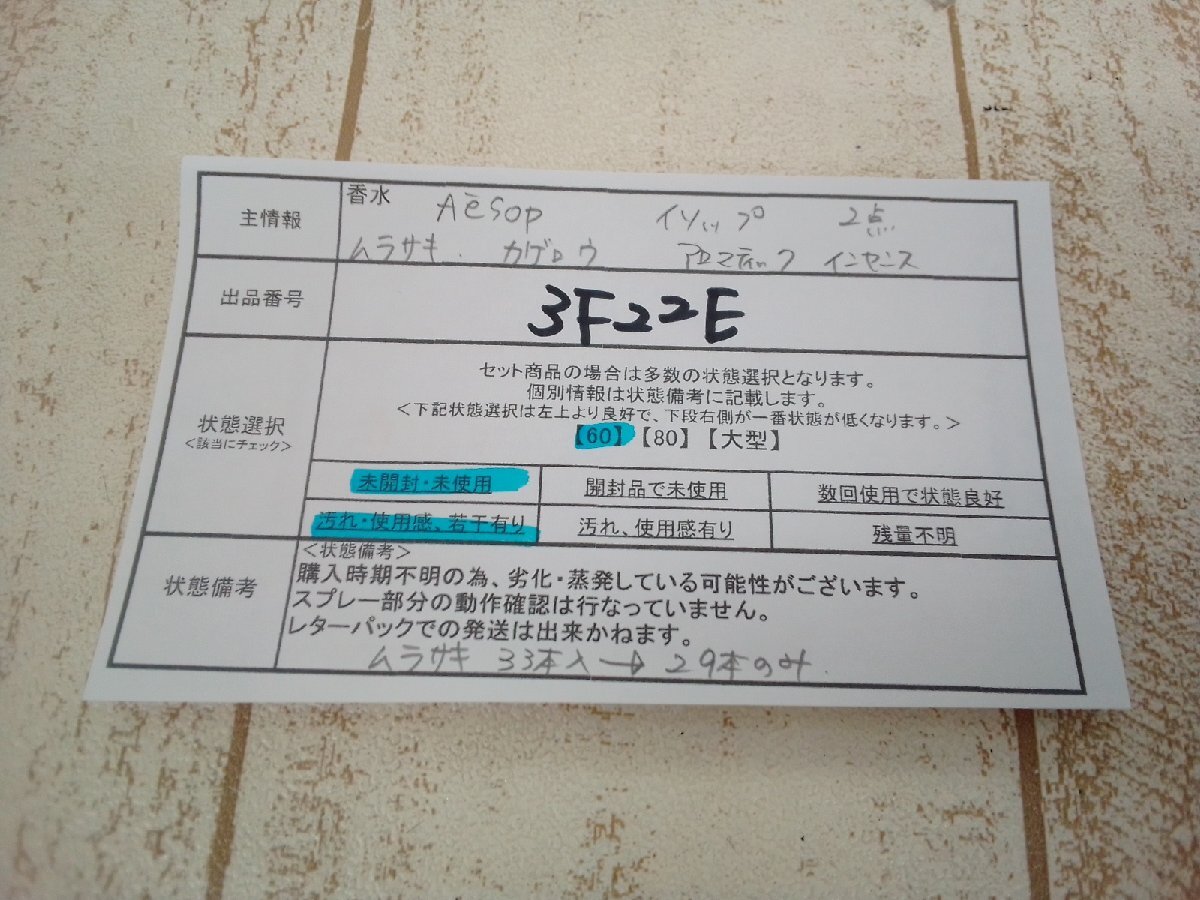 主情報
香水
Aēsop イソップ 2点
ムラサキ カゲロウ アロマティック インセンス
出品番号
3F22E
状態選択
<該当にチェック>
セット商品の場合は多数の状態選択となります。
個別情報は状態備考に記載します。
<下記状態選択は左上より良好で、下段右側が一番状態が低くなります。>
【60】【80】【大型】
未開封・未使用 開封品で未使用 数回使用で状態良好
汚れ・使用感、若干有り 汚れ、使用感有り 残量不明
状態備考
<状態備考>
購入時期不明の為、劣化・蒸発している可能性がございます。
スプレー部分の動作確認は行なっていません。
レターパックでの発送は出来かねます。
ムラサキ 33本入→29本のみ